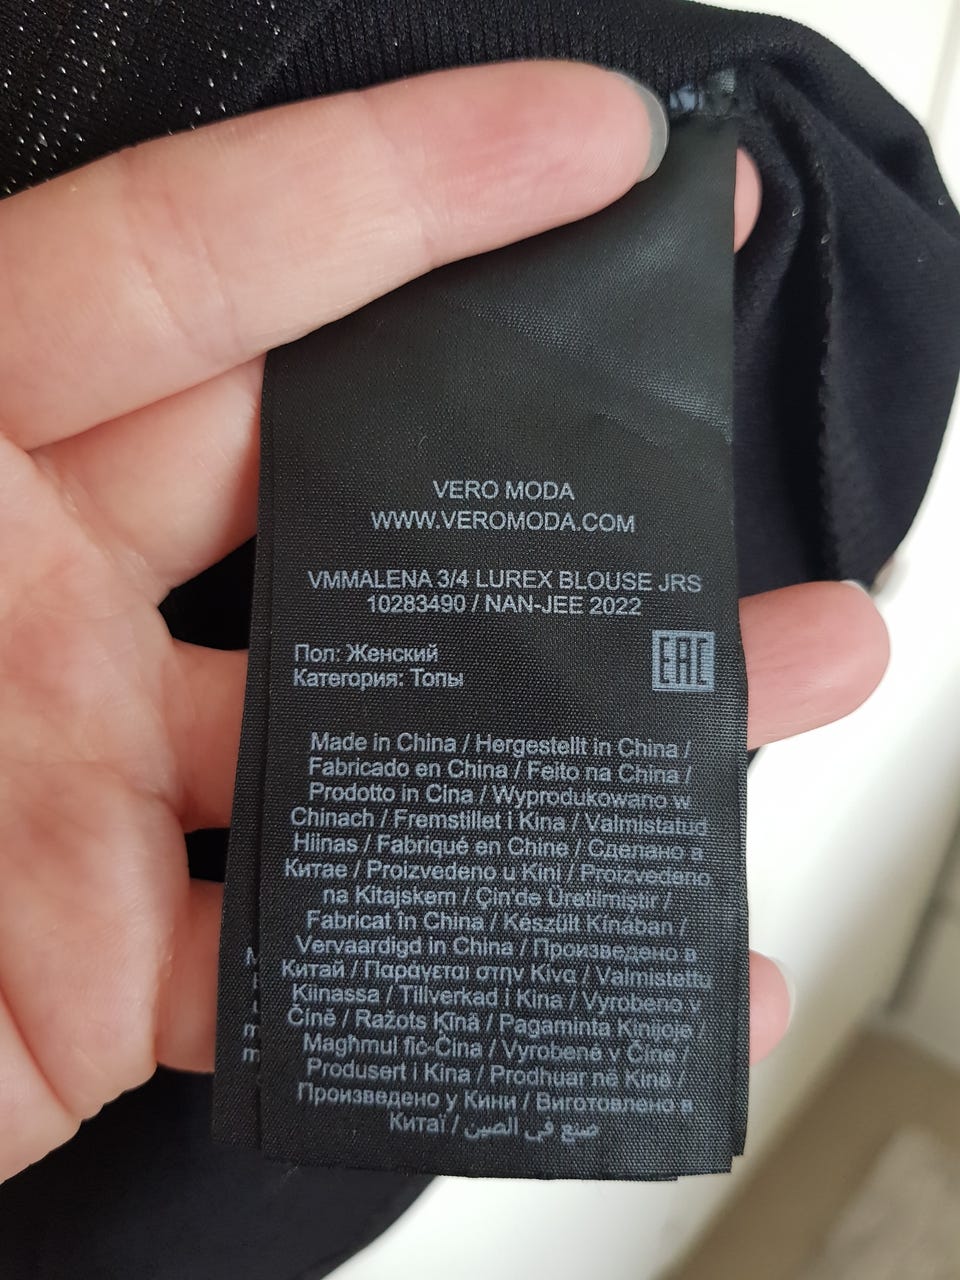 VERO MODA
WWW.VEROMODA.COM
VMMALENA 3/4 LUREX BLOUSE JRS
10283490 / NAN-JEE 2022
Пол: Женский
Категория: Топы
EAC
Made in China / Hergestellt in China /
Fabricado en China / Feito na China /
Prodotto in Cina / Wyprodukowano w
Chinach / Fremstillet i Kina / Valmistatud
Hiinas / Fabriqué en Chine / Сделано в
Китае / Proizvedeno u Kini / Proizvedeno
na Kitajskem / Çin'de Üretilmiştir /
Fabricat în China / Készült Kínában /
Vervaardigd in China / Произведено в
Китай / Παράγεται στην Κίνα / Valmistettu
Kiinassa / Tillverkad i Kina / Vyrobeno v
Číně / Ražots Ķīnā / Pagaminta Kinijoje /
Magħmul fiċ-Ċina / Vyrobené v Číne /
Produsert i Kina / Prodhuar në Kinë /
Произведено у Кини / Виготовлено в
Китаї / صنع في الصين